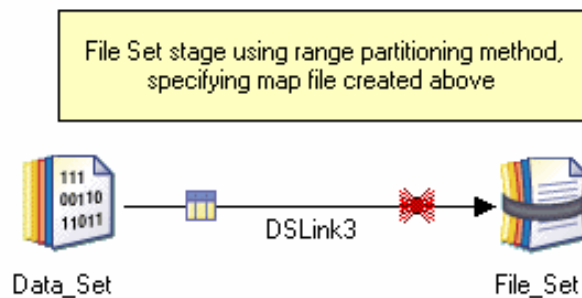 File Set stage using range partitioning method,
specifying map file created above
111
00110
11011
DSLink3
Data_Set
File_Set